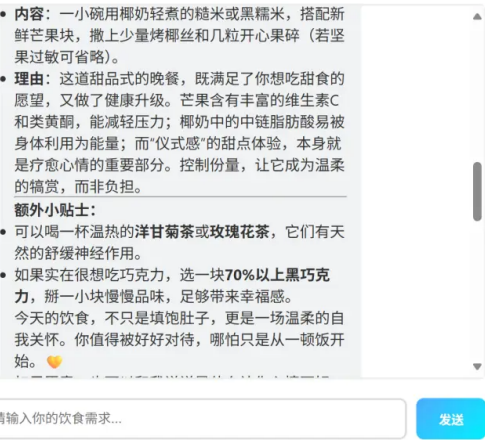 内容：一小碗用椰奶轻煮的糙米或黑糯米，搭配新
鲜芒果块，撒上少量烤椰丝和几粒开心果碎（若坚
果过敏可省略）。
理由：这道甜品式的晚餐，既满足了你想吃甜食的
愿望，又做了健康升级。芒果含有丰富的维生素C
和类黄酮，能减轻压力；椰奶中的中链脂肪酸易被
身体利用为能量；而“仪式感”的甜点体验，本身就
是疗愈心情的重要部分。控制份量，让它成为温柔
的犒赏，而非负担。
额外小贴士：
可以喝一杯温热的洋甘菊茶或玫瑰花茶，它们有天
然的舒缓神经作用。
如果实在很想吃巧克力，选一块70%以上黑巧克
力，掰一小块慢慢品味，足够带来幸福感。
今天的饮食，不只是填饱肚子，更是一场温柔的自
我关怀。你值得被好好对待，哪怕只是从一顿饭开
始。🧡
请输入你的饮食需求...
发送